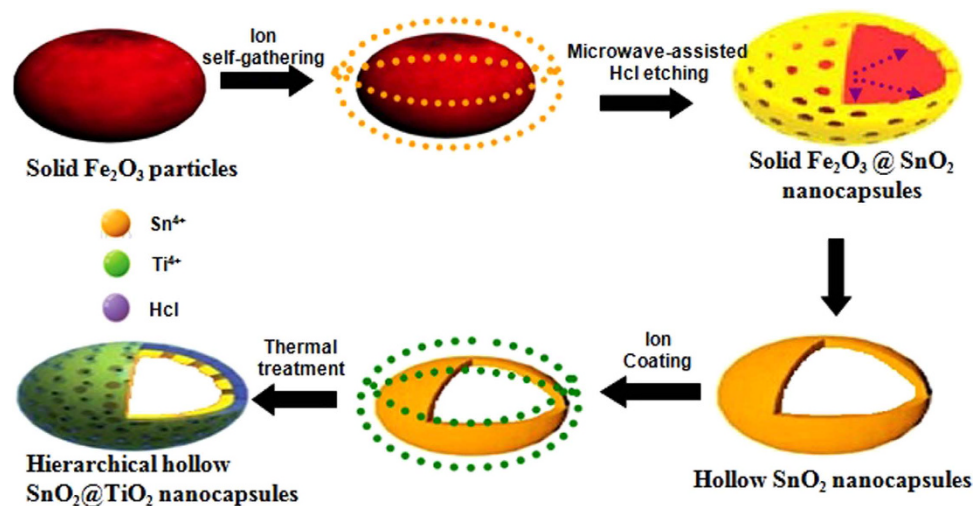 Ion
self-gathering
Microwave-assisted
Hcl etching
Solid Fe₂O₃ particles
Solid Fe₂O₃ @ SnO₂
nanocapsules
Sn⁴⁺
Ti⁴⁺
Hcl
Thermal
treatment
Ion
Coating
Hierarchical hollow
SnO₂@TiO₂ nanocapsules
Hollow SnO₂ nanocapsules